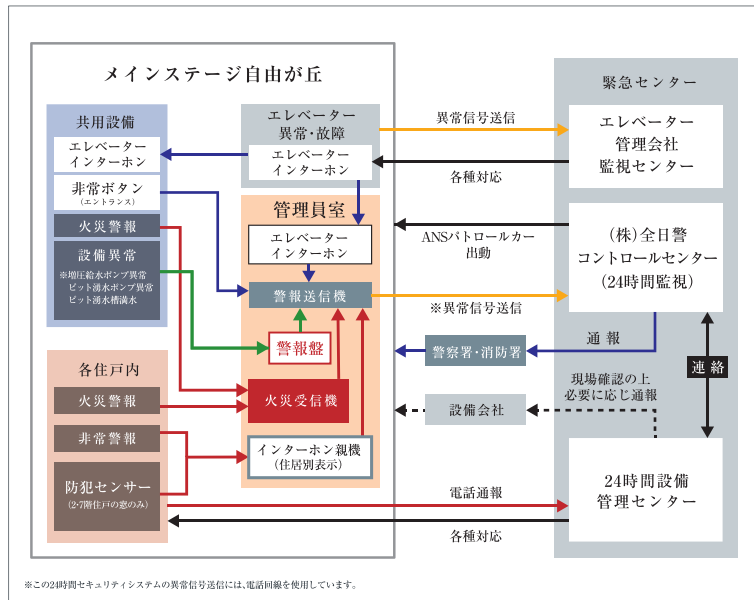 メインステージ自由が丘
共用設備
エレベーター
インターホン
非常ボタン
(エントランス)
火災警報
設備異常
※増圧給水ポンプ異常
ピット湧水ポンプ異常
ピット湧水槽満水
各住戸内
火災警報
非常警報
防犯センサー
(2・7階住戸の窓のみ)
エレベーター
異常・故障
エレベーター
インターホン
管理員室
エレベーター
インターホン
警報送信機
警報盤
火災受信機
インターホン親機
(住居別表示)
異常信号送信
各種対応
ANSパトロールカー
出動
※異常信号送信
警察署・消防署
通報
設備会社
現場確認の上
必要に応じ通報
電話通報
各種対応
緊急センター
エレベーター
管理会社
監視センター
(株)全日警
コントロールセンター
(24時間監視)
連絡
24時間設備
管理センター
※この24時間セキュリティシステムの異常信号送信には、電話回線を使用しています。